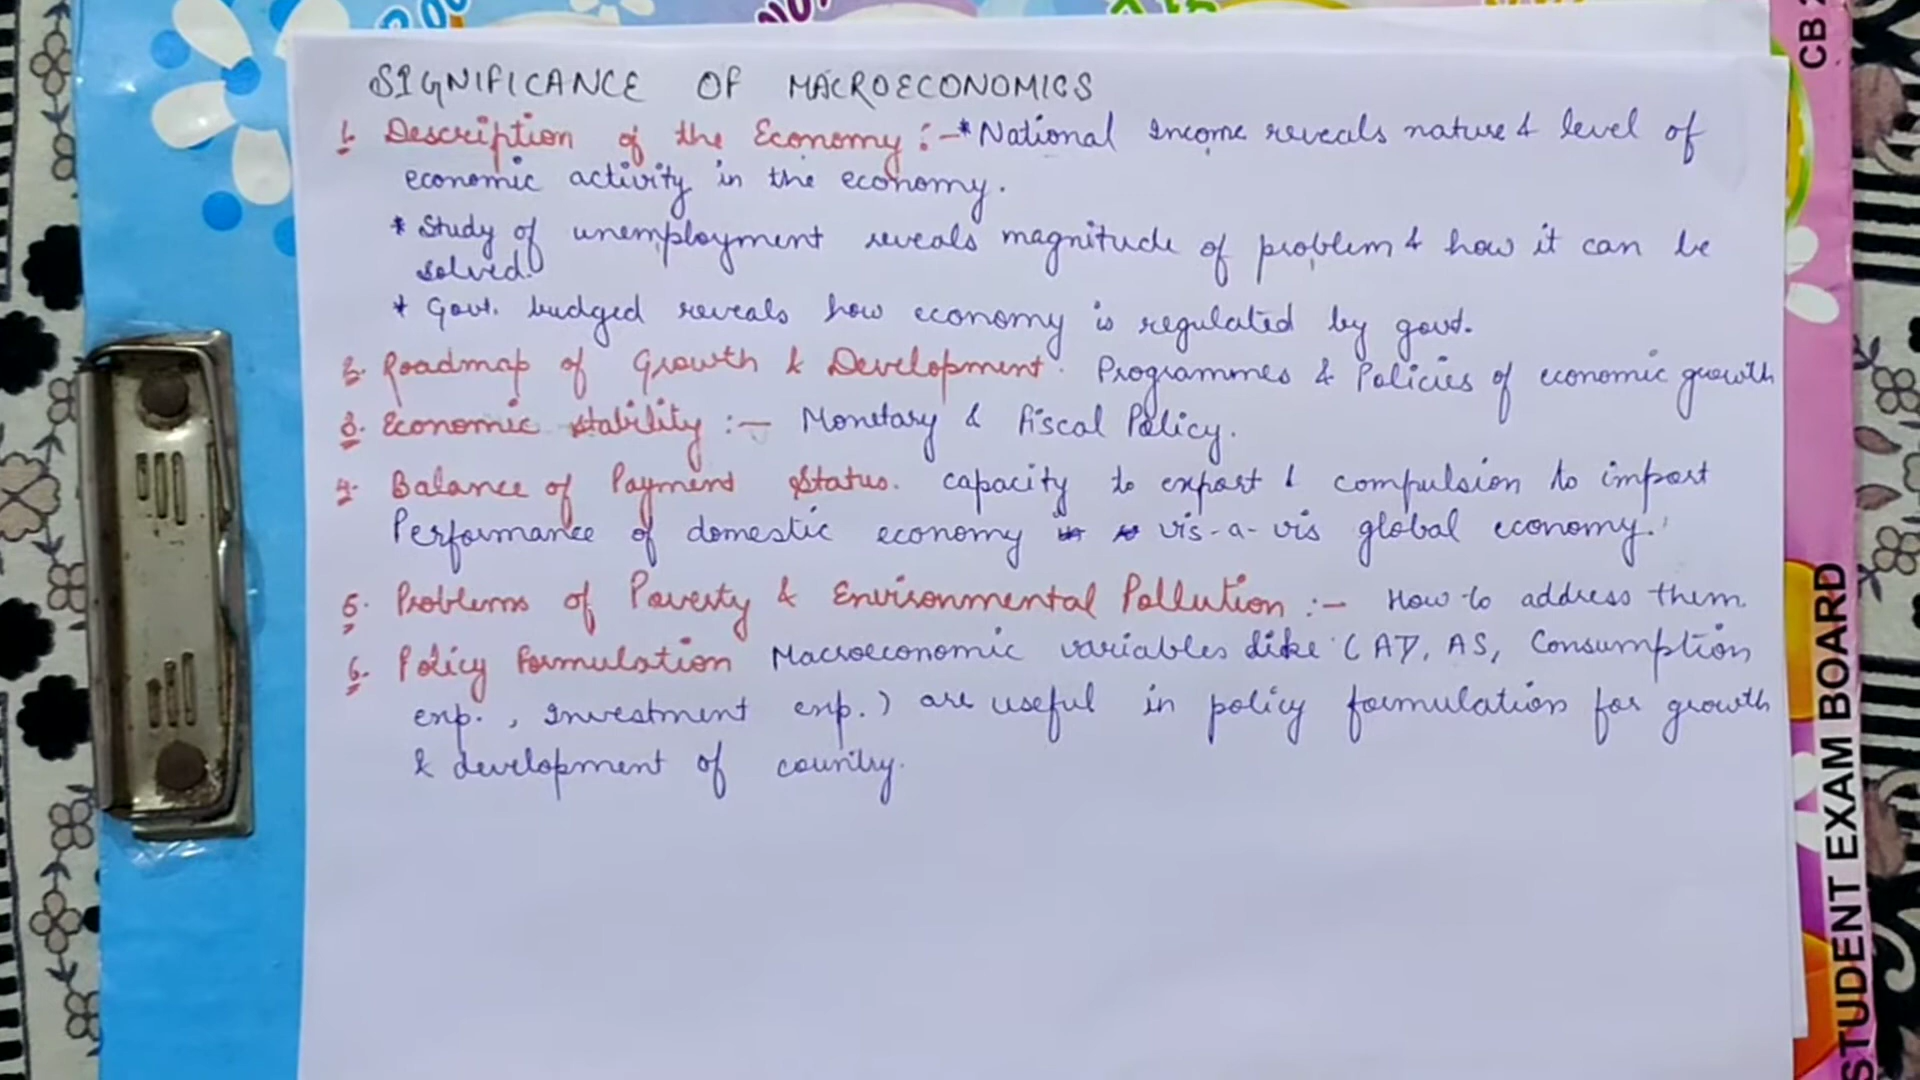 SIGNIFICANCE OF MACROECONOMICS
1. Description of the Economy :- * National Income reveals nature & level of
economic activity in the economy.
* Study of unemployment reveals magnitude of problem & how it can be
solved.
* Govt. budged reveals how economy is regulated by govt.
2. Roadmap of Growth & Development. Programmes & Policies of economic growth
3. Economic stability :- Monetary & Fiscal Policy.
4. Balance of Payment Status. capacity to export & compulsion to import
Performance of domestic economy vis-a-vis global economy.
5. Problems of Poverty & Environmental Pollution :- How to address them.
6. Policy Formulation Macroeconomic variables like (AD, AS, Consumption
exp., Investment exp.) are useful in policy formulation for growth
& development of country.
STUDENT EXAM BOARD
CB